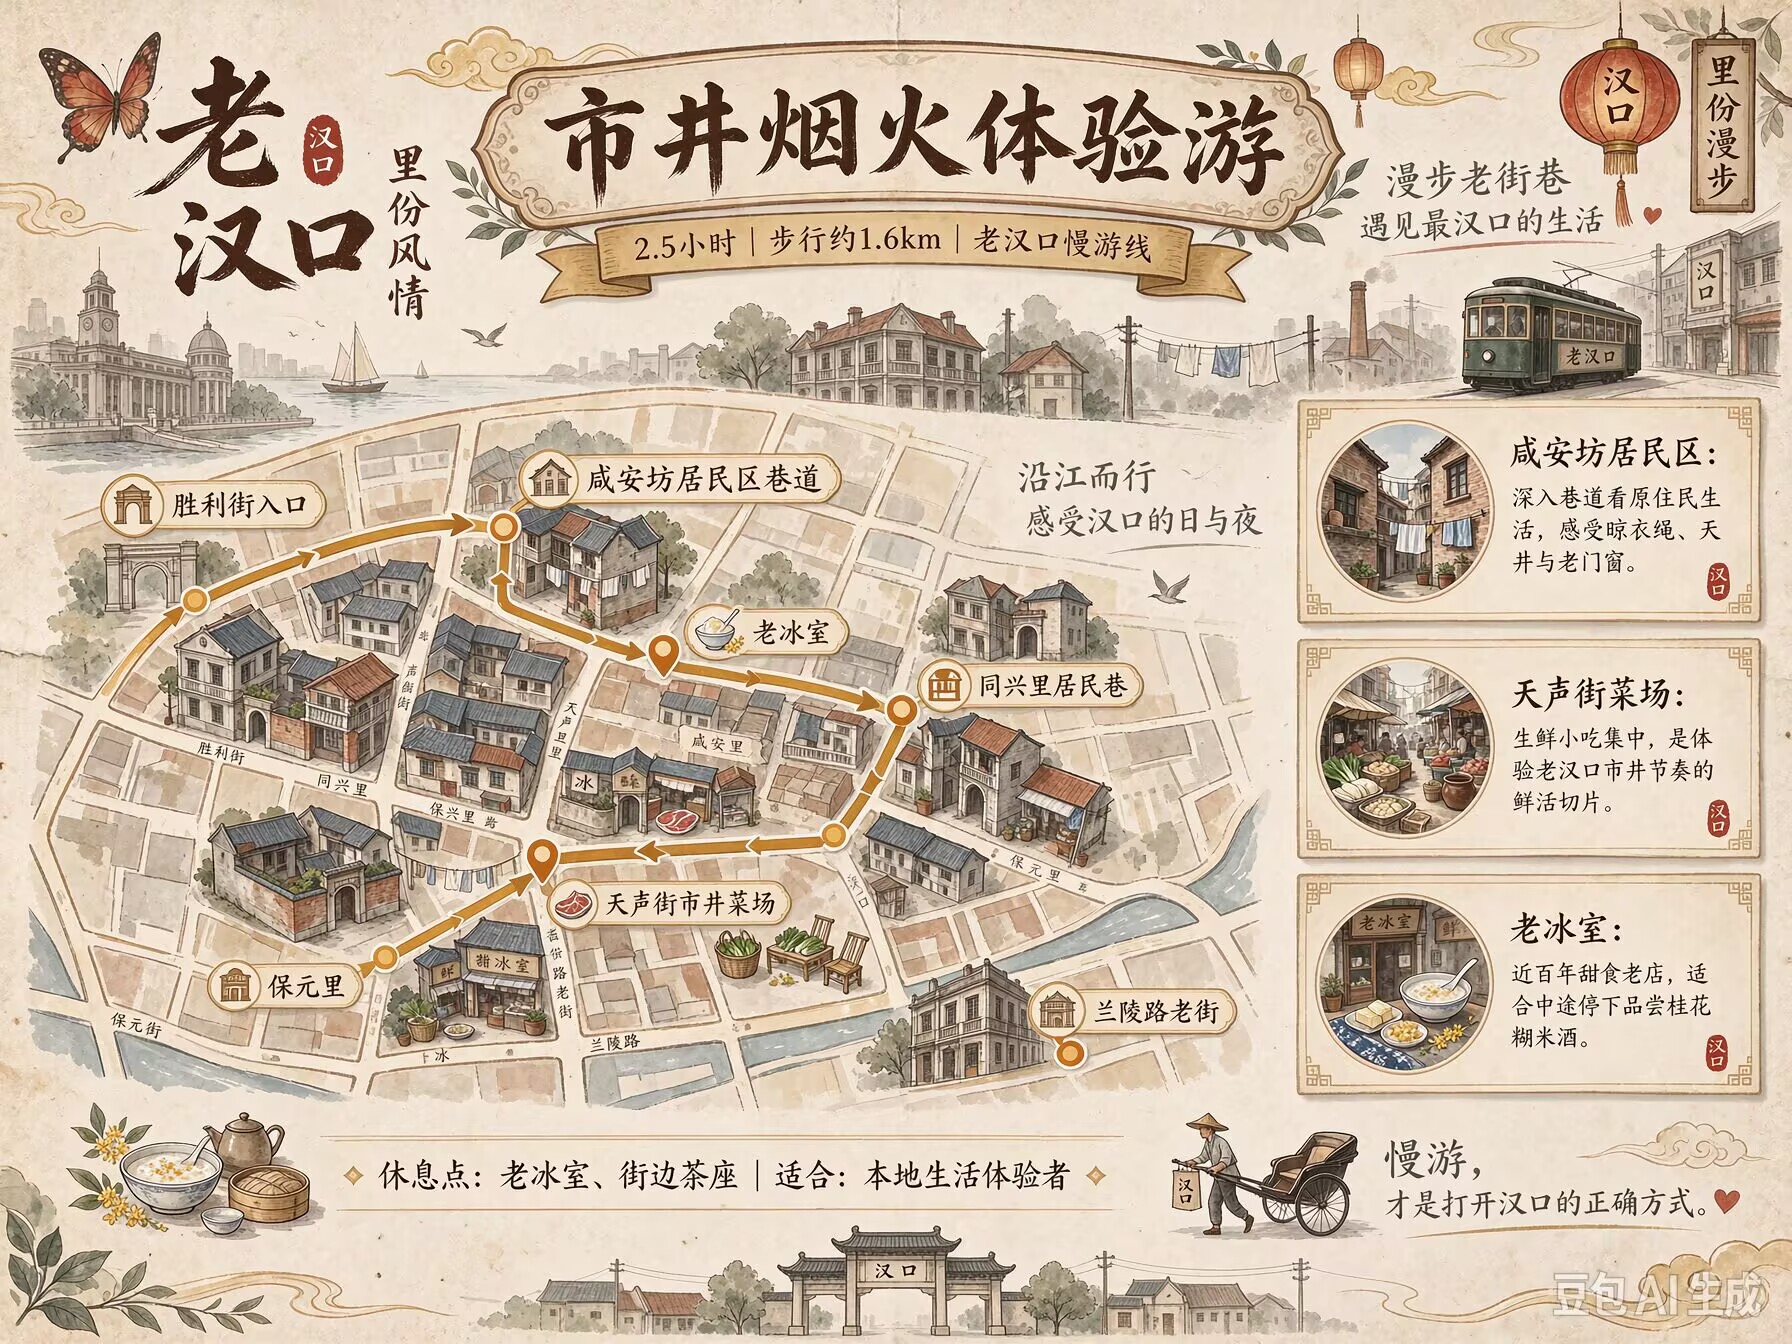 老汉口
汉口
里份风情
市井烟火体验游
2.5小时｜步行约1.6km｜老汉口慢游线
汉口
里份漫步
漫步老街巷
遇见最汉口的生活
汉口
老汉口
沿江而行
感受汉口的日与夜
胜利街入口
咸安坊居民区巷道
老冰室
同兴里居民巷
天声街市井菜场
保元里
兰陵路老街
胜利街
同兴里
保兴里
咸安里
保元里
保元街
兰陵路
冰
甜冰室
咸安坊居民区：
深入巷道看原住民生
活，感受晾衣绳、天
井与老门窗。
汉口
天声街菜场：
生鲜小吃集中，是体
验老汉口市井节奏的
鲜活切片。
汉口
老冰室
老冰室：
近百年甜食老店，适
合中途停下品尝桂花
糊米酒。
汉口
休息点：老冰室、街边茶座｜适合：本地生活体验者
汉口
慢游，
才是打开汉口的正确方式。
汉口
豆包AI生成